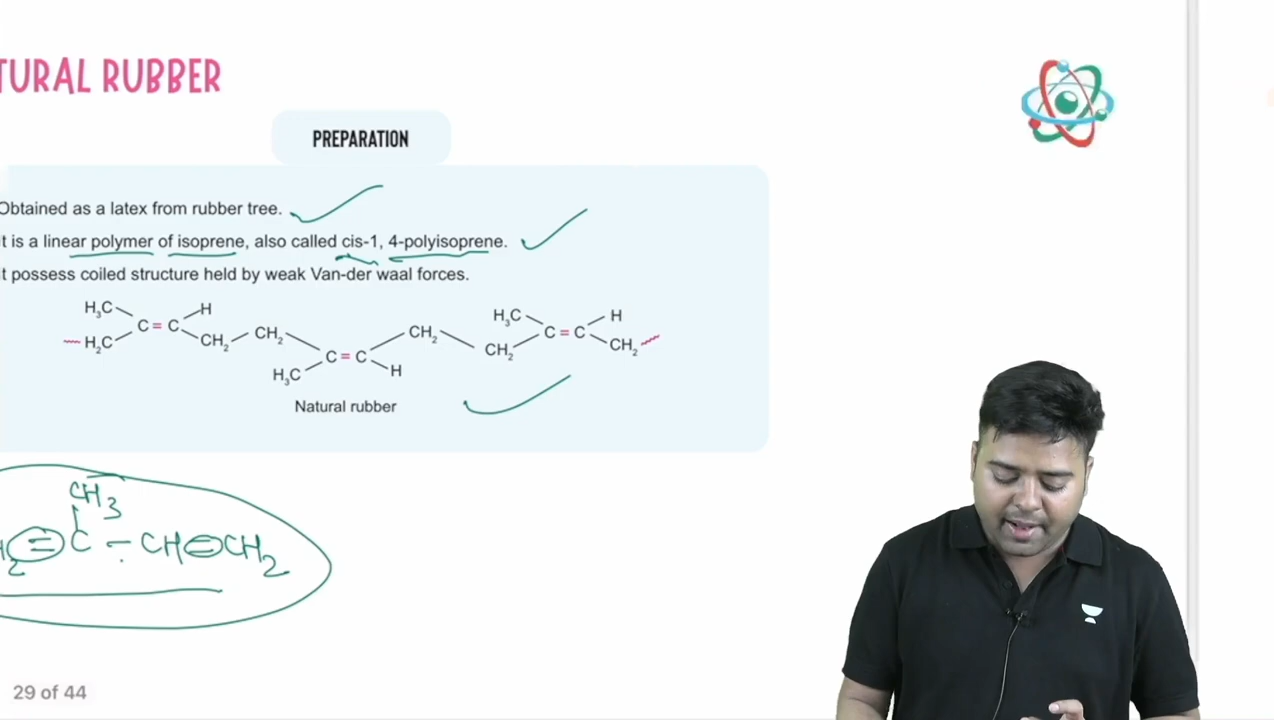 TURAL RUBBER
PREPARATION
Obtained as a latex from rubber tree.
t is a linear polymer of isoprene, also called cis-1, 4-polyisoprene.
t possess coiled structure held by weak Van-der waal forces.
H₃C H
C = C
H₂C CH₂ CH₂
C = C
H₃C H
CH₂
H₃C H
C = C
CH₂ CH₂
Natural rubber
CH₃
H₂ = C - CH = CH₂
29 of 44